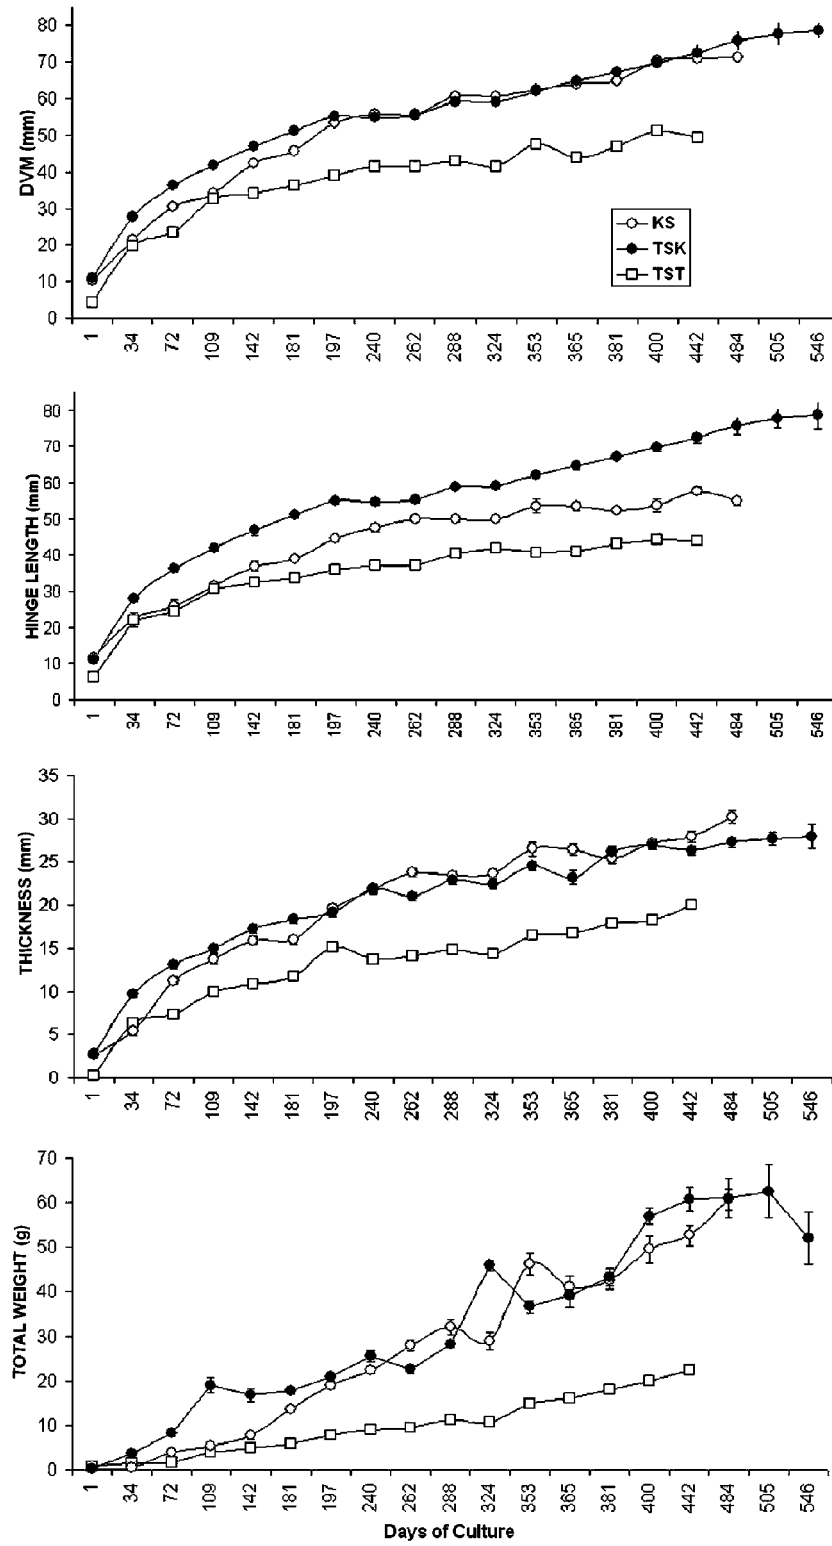 DVM (mm)
80
70
60
50
40
30
20
10
0
KS
TSK
TST
1 34 72 109 142 181 197 240 262 288 324 353 365 381 400 442 484 505 546
HINGE LENGTH (mm)
80
70
60
50
40
30
20
10
0
1 34 72 109 142 181 197 240 262 288 324 353 365 381 400 442 484 505 546
THICKNESS (mm)
35
30
25
20
15
10
5
0
1 34 72 109 142 181 197 240 262 288 324 353 365 381 400 442 484 505 546
TOTAL WEIGHT (g)
70
60
50
40
30
20
10
0
1 34 72 109 142 181 197 240 262 288 324 353 365 381 400 442 484 505 546
Days of Culture